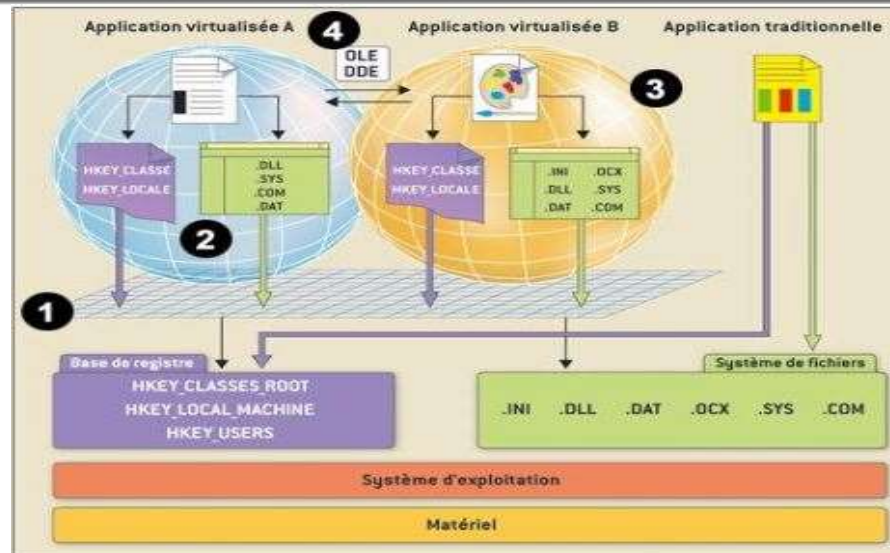 Application virtualisée A
4
Application virtualisée B
Application traditionnelle
OLE
DDE
3
HKEY_CLASSE
HKEY_LOCALE
.DLL
.SYS
.COM
.DAT
HKEY_CLASSE
HKEY_LOCALE
.INI .OCX
.DLL .SYS
.DAT .COM
2
1
Base de registre
HKEY_CLASSES_ROOT
HKEY_LOCAL_MACHINE
HKEY_USERS
Système de fichiers
.INI .DLL .DAT .OCX .SYS .COM
Système d'exploitation
Matériel